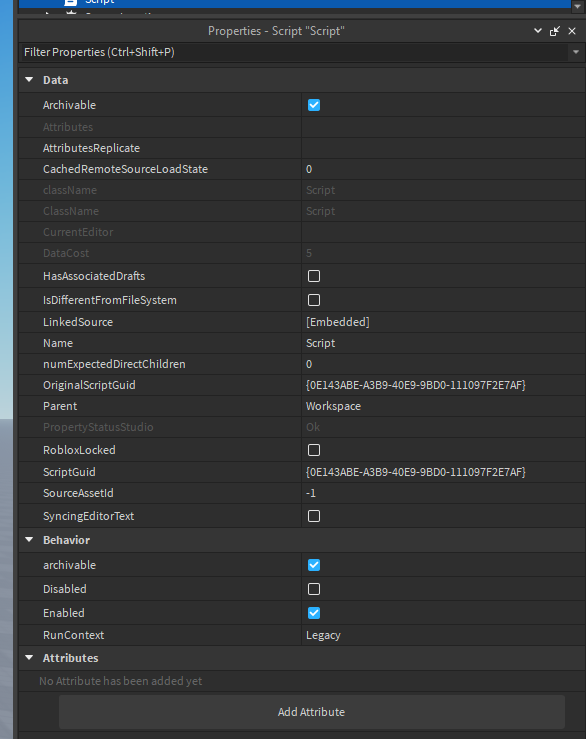 Script
Properties - Script "Script"
Filter Properties (Ctrl+Shift+P)
Data
Archivable
Attributes
AttributesReplicate
CachedRemoteSourceLoadState 0
className Script
ClassName Script
CurrentEditor
DataCost 5
HasAssociatedDrafts
IsDifferentFromFileSystem
LinkedSource [Embedded]
Name Script
numExpectedDirectChildren 0
OriginalScriptGuid {0E143ABE-A3B9-40E9-9BD0-111097F2E7AF}
Parent Workspace
PropertyStatusStudio Ok
RobloxLocked
ScriptGuid {0E143ABE-A3B9-40E9-9BD0-111097F2E7AF}
SourceAssetId -1
SyncingEditorText
Behavior
archivable
Disabled
Enabled
RunContext Legacy
Attributes
No Attribute has been added yet
Add Attribute